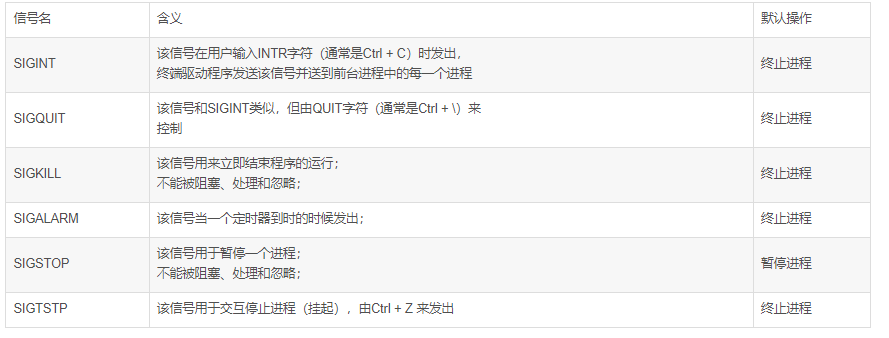 信号名 含义 默认操作
SIGINT 该信号在用户输入INTR字符（通常是Ctrl + C）时发出， 终止进程
终端驱动程序发送该信号并送到前台进程中的每一个进程
SIGQUIT 该信号和SIGINT类似，但由QUIT字符（通常是Ctrl + \）来 终止进程
控制
SIGKILL 该信号用来立即结束程序的运行； 终止进程
不能被阻塞、处理和忽略；
SIGALARM 该信号当一个定时器到时的时候发出； 终止进程
SIGSTOP 该信号用于暂停一个进程； 暂停进程
不能被阻塞、处理和忽略；
SIGTSTP 该信号用于交互停止进程（挂起），由Ctrl + Z 来发出 终止进程